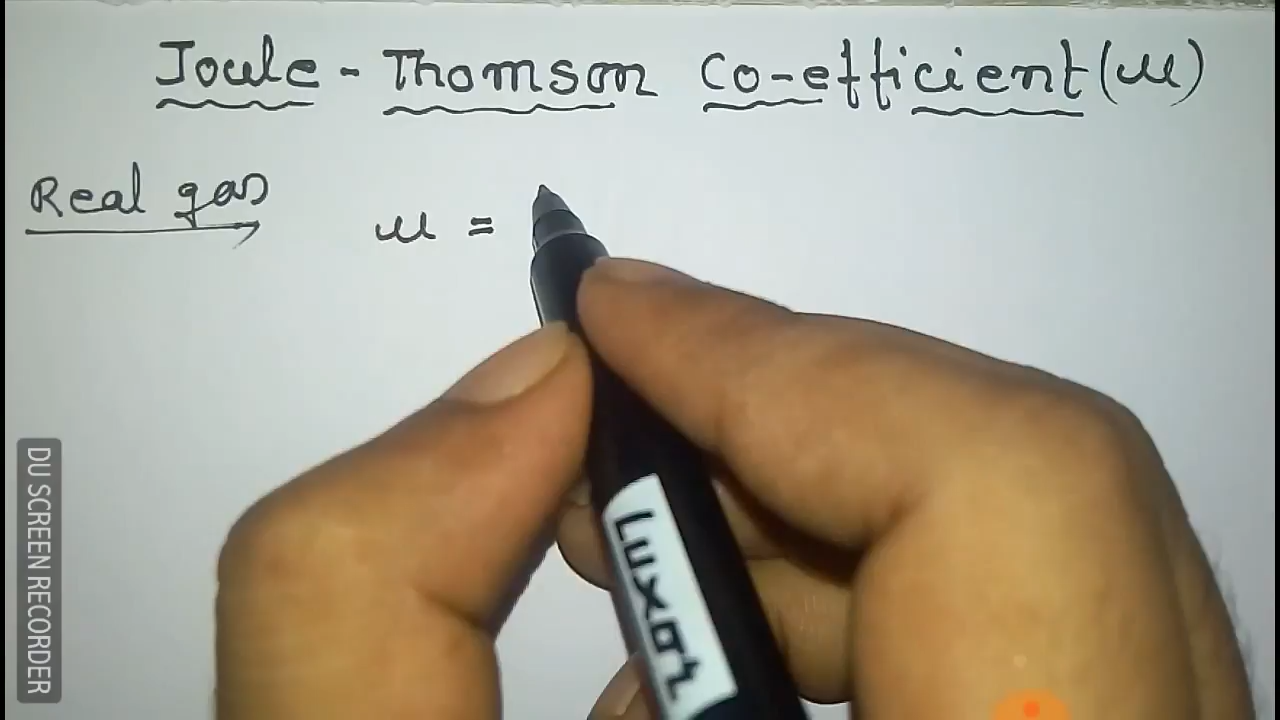 Joule - Thomson Co-efficient (μ)
Real gas
μ =
Luxor
DU SCREEN RECORDER